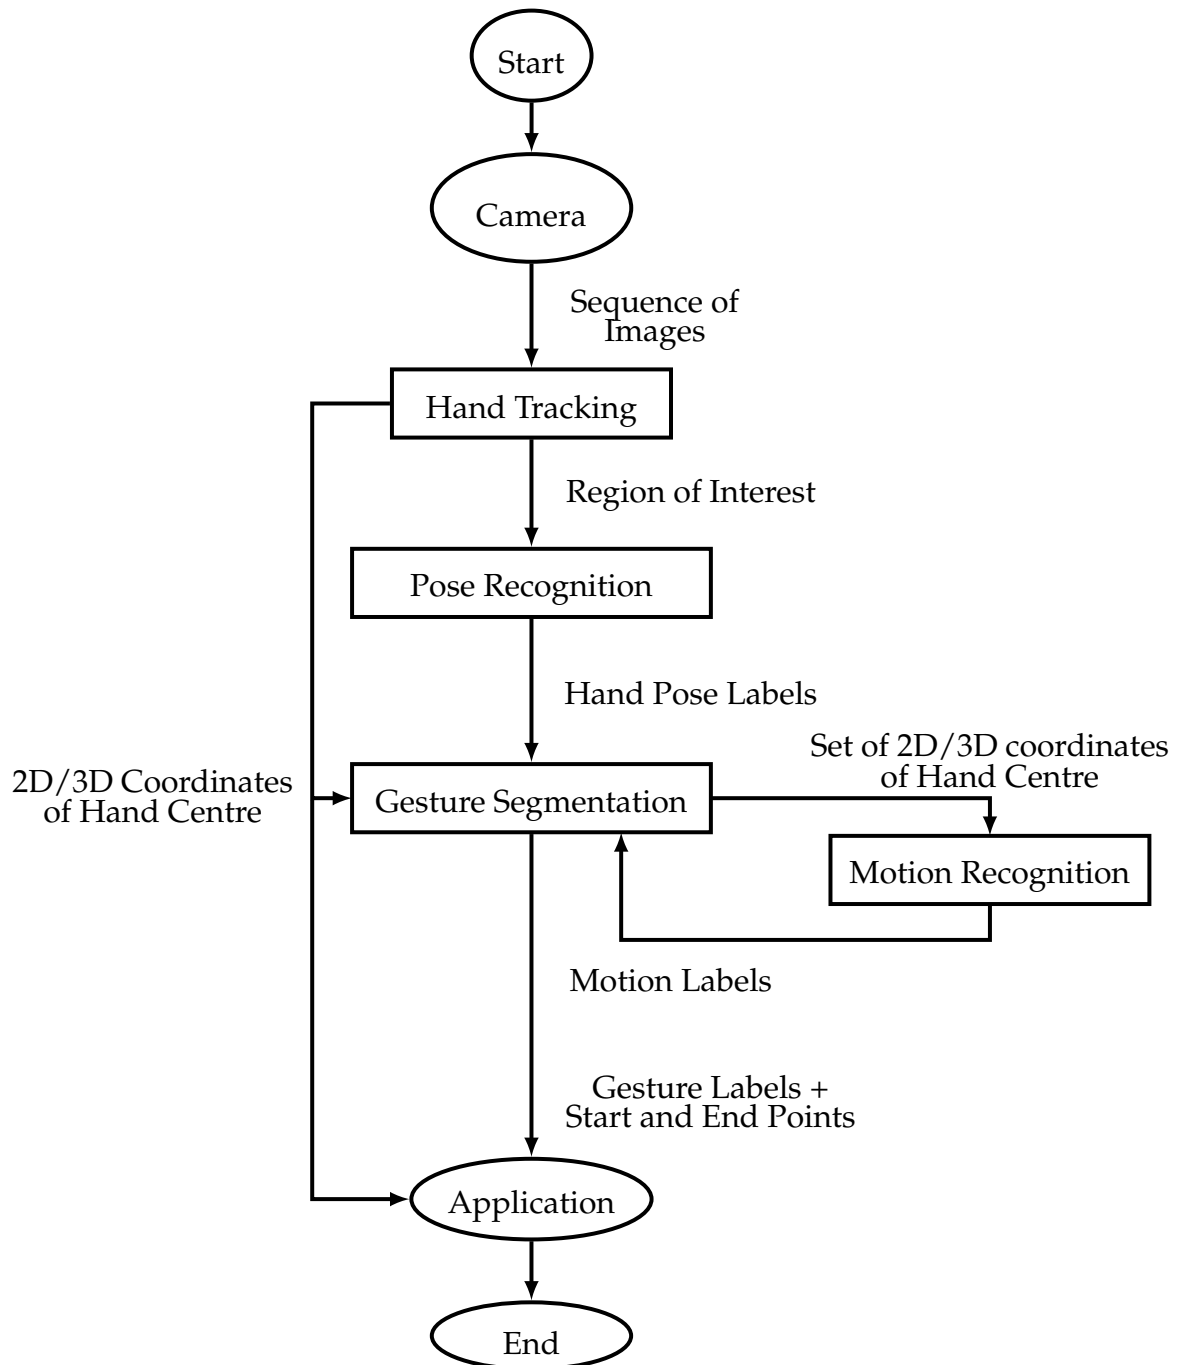 Start
Camera
Sequence of
Images
Hand Tracking
Region of Interest
Pose Recognition
Hand Pose Labels
Set of 2D/3D coordinates
of Hand Centre
2D/3D Coordinates
of Hand Centre
Gesture Segmentation
Motion Recognition
Motion Labels
Gesture Labels +
Start and End Points
Application
End